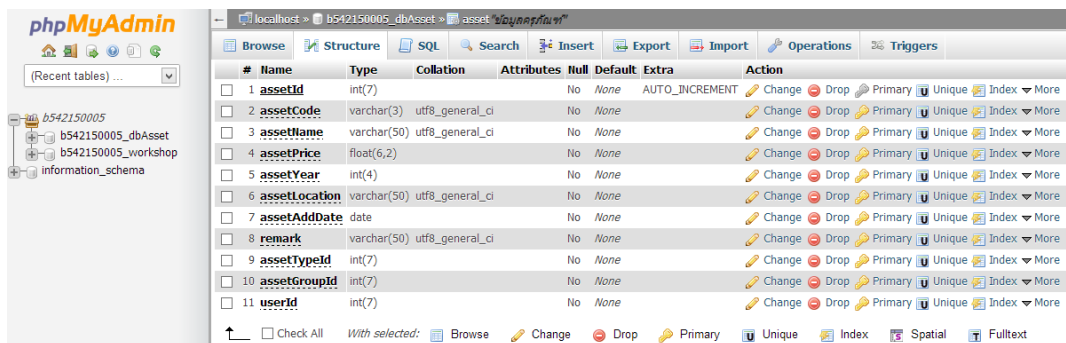 phpMyAdmin
(Recent tables) ...
b542150005
b542150005_dbAsset
b542150005_workshop
information_schema
← localhost » b542150005_dbAsset » asset "ข้อมูลครุภัณฑ์"
Browse Structure SQL Search Insert Export Import Operations Triggers
# Name Type Collation Attributes Null Default Extra Action
1 assetId int(7) No None AUTO_INCREMENT Change Drop Primary Unique Index More
2 assetCode varchar(3) utf8_general_ci No None Change Drop Primary Unique Index More
3 assetName varchar(50) utf8_general_ci No None Change Drop Primary Unique Index More
4 assetPrice float(6,2) No None Change Drop Primary Unique Index More
5 assetYear int(4) No None Change Drop Primary Unique Index More
6 assetLocation varchar(50) utf8_general_ci No None Change Drop Primary Unique Index More
7 assetAddDate date No None Change Drop Primary Unique Index More
8 remark varchar(50) utf8_general_ci No None Change Drop Primary Unique Index More
9 assetTypeId int(7) No None Change Drop Primary Unique Index More
10 assetGroupId int(7) No None Change Drop Primary Unique Index More
11 userId int(7) No None Change Drop Primary Unique Index More
Check All With selected: Browse Change Drop Primary Unique Index Spatial Fulltext